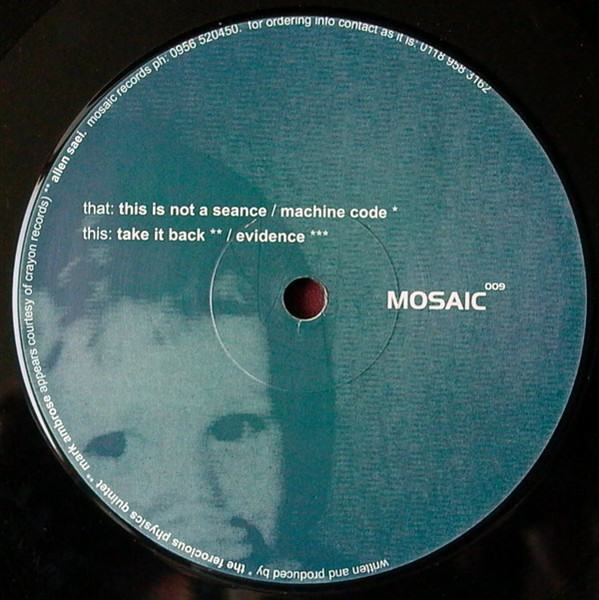 that: this is not a seance / machine code *
this: take it back ** / evidence ***
MOSAIC 009
written and produced by * the ferocious physics quintet ** mark ambrose appears courtesy of crayon records) ** allen saei. mosaic records ph: 0956 520450. for ordering info contact as it is: 0118 958 3162